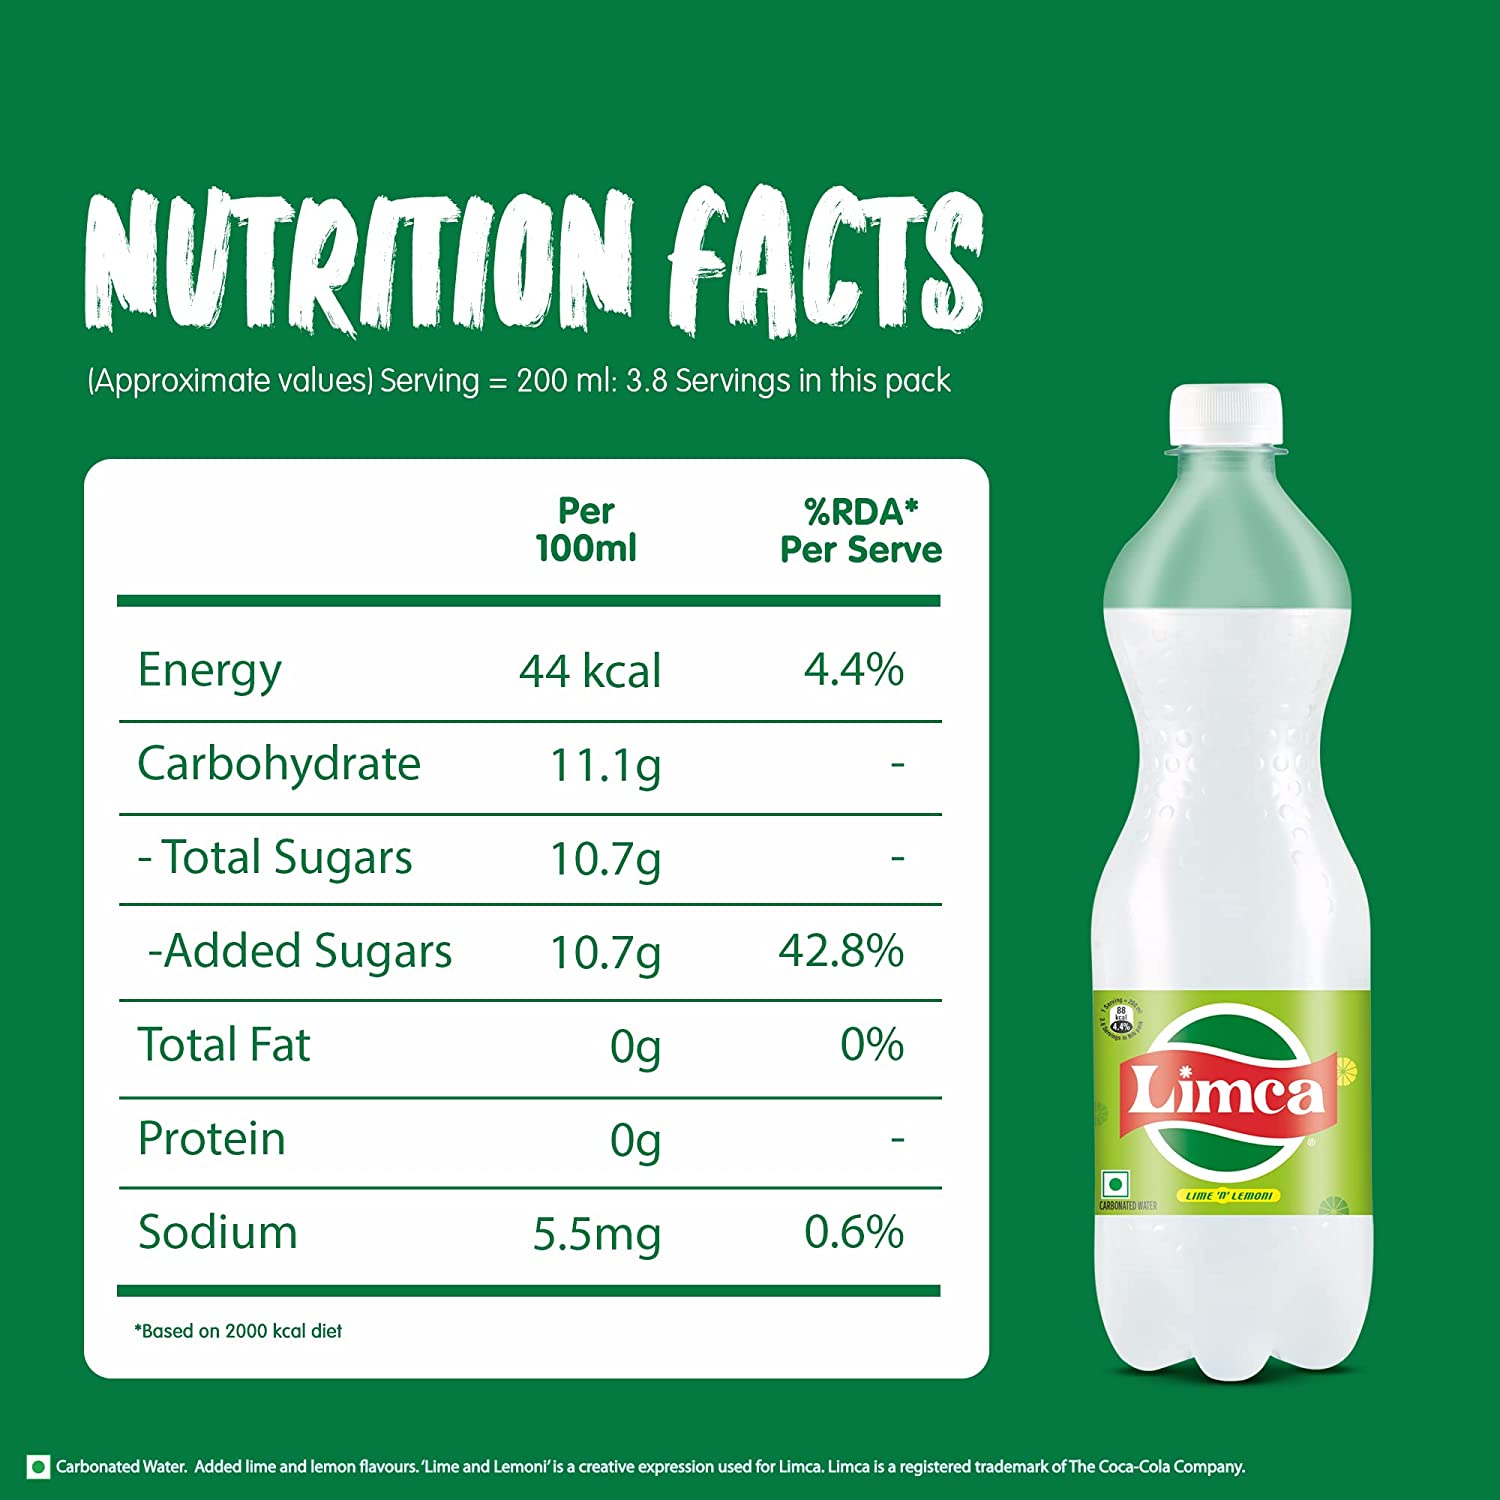 NUTRITION FACTS
(Approximate values) Serving = 200 ml: 3.8 Servings in this pack
Per 100ml %RDA* Per Serve
Energy 44 kcal 4.4%
Carbohydrate 11.1g -
- Total Sugars 10.7g -
-Added Sugars 10.7g 42.8%
Total Fat 0g 0%
Protein 0g -
Sodium 5.5mg 0.6%
*Based on 2000 kcal diet
1 Serving = 200 ml
88
kcal
4.4%
3.8 Servings in this pack
Limca®
LIME 'N' LEMONI
CARBONATED WATER
Carbonated Water. Added lime and lemon flavours. 'Lime and Lemoni' is a creative expression used for Limca. Limca is a registered trademark of The Coca-Cola Company.